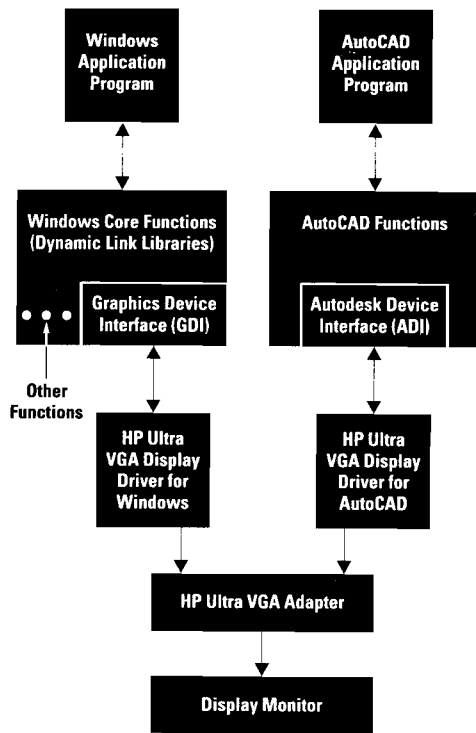 Windows
Application
Program
AutoCAD
Application
Program
Windows Core Functions
(Dynamic Link Libraries)
Graphics Device
Interface (GDI)
Other
Functions
AutoCAD Functions
Autodesk Device
Interface (ADI)
HP Ultra
VGA Display
Driver for
Windows
HP Ultra
VGA Display
Driver for
AutoCAD
HP Ultra VGA Adapter
Display Monitor